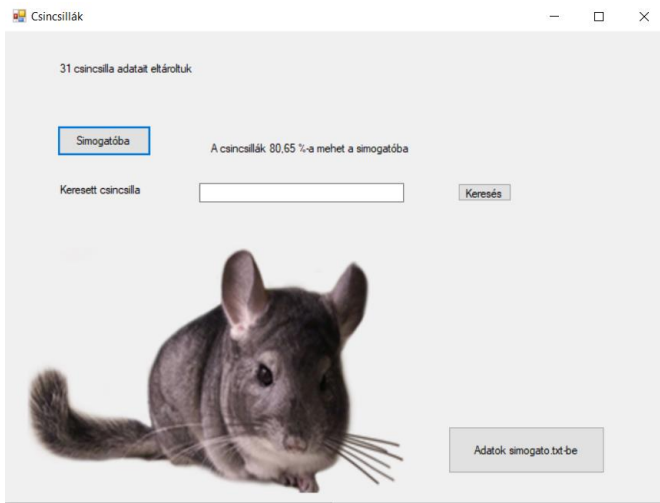 Csincsillák
31 csincsilla adatait eltároltuk
Simogatóba
A csincsillák 80,65 %-a mehet a simogatóba
Keresett csincsilla
Keresés
Adatok simogato.txt-be